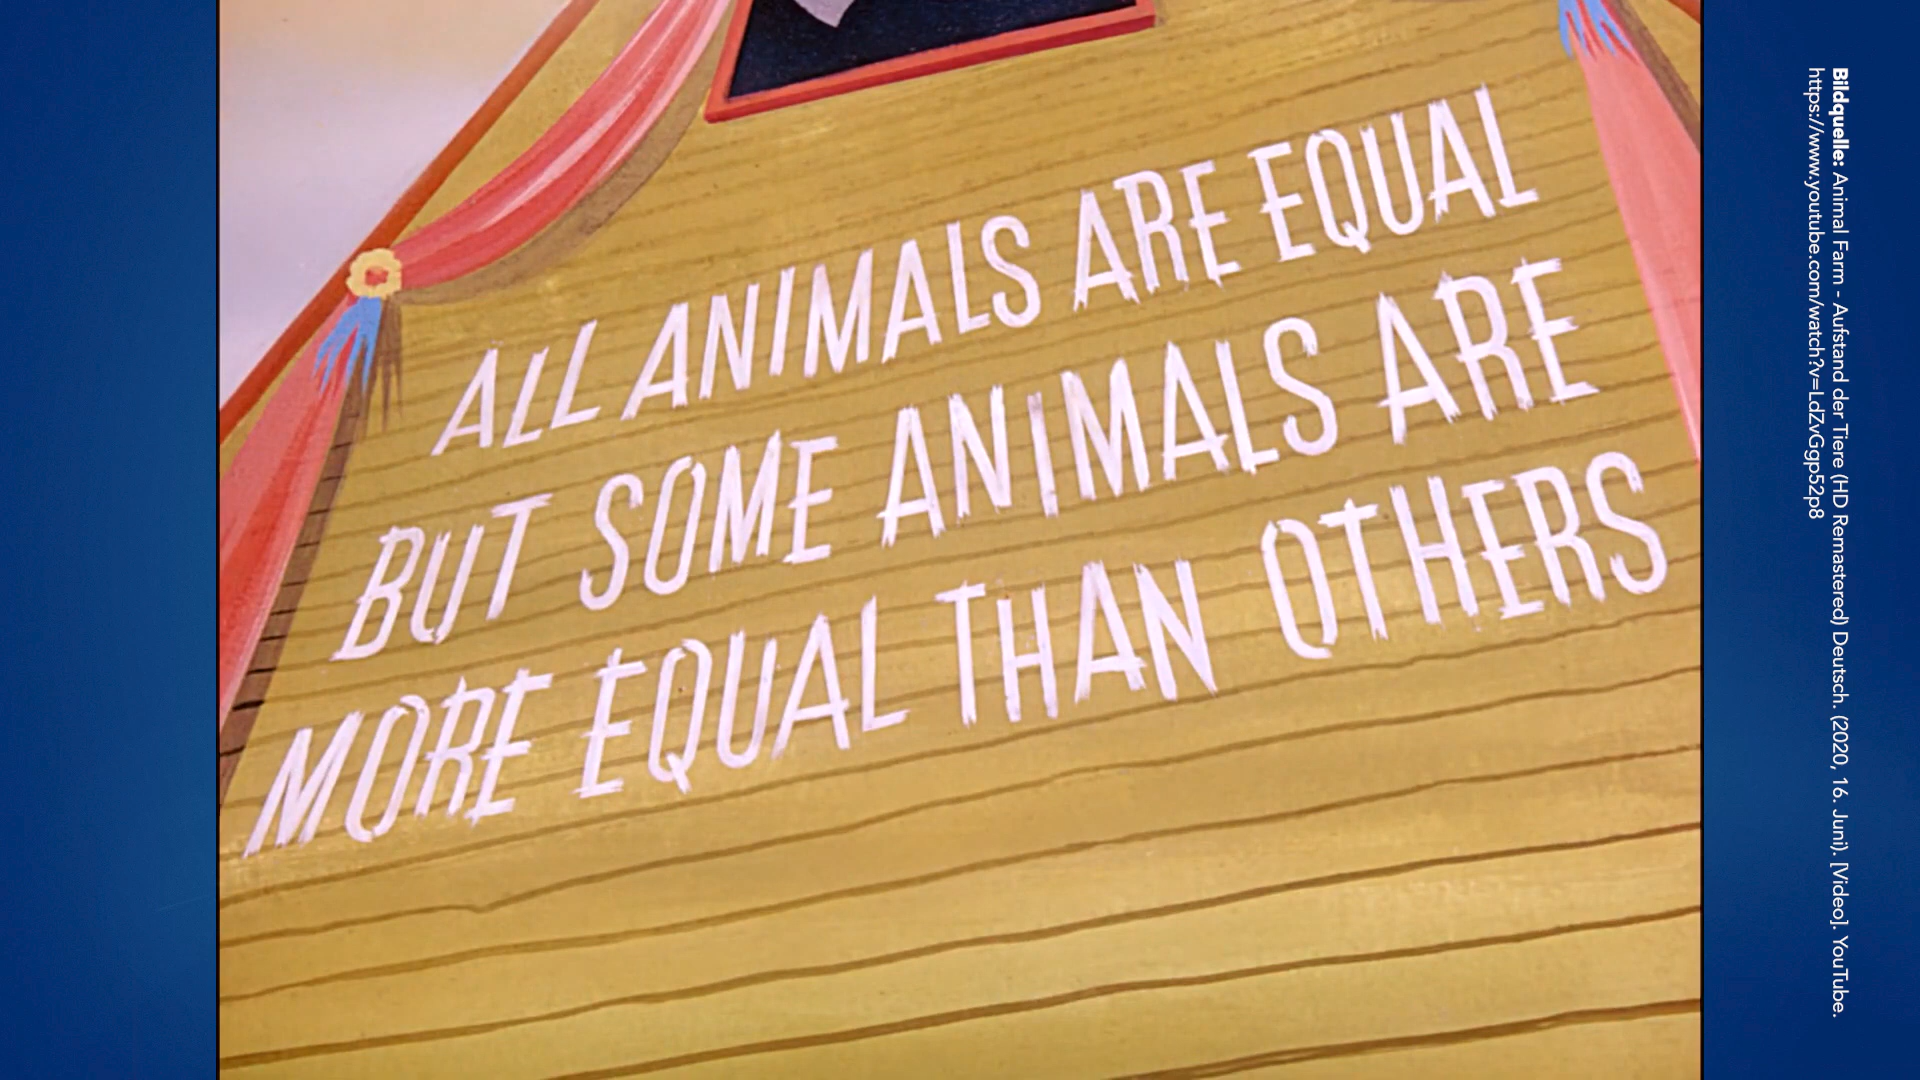 ALL ANIMALS ARE EQUAL
BUT SOME ANIMALS ARE
MORE EQUAL THAN OTHERS
Bildquelle: Animal Farm - Aufstand der Tiere (HD Remastered) Deutsch. (2020, 16. Juni). [Video]. YouTube.
https://www.youtube.com/watch?v=LdZvGgp52p8